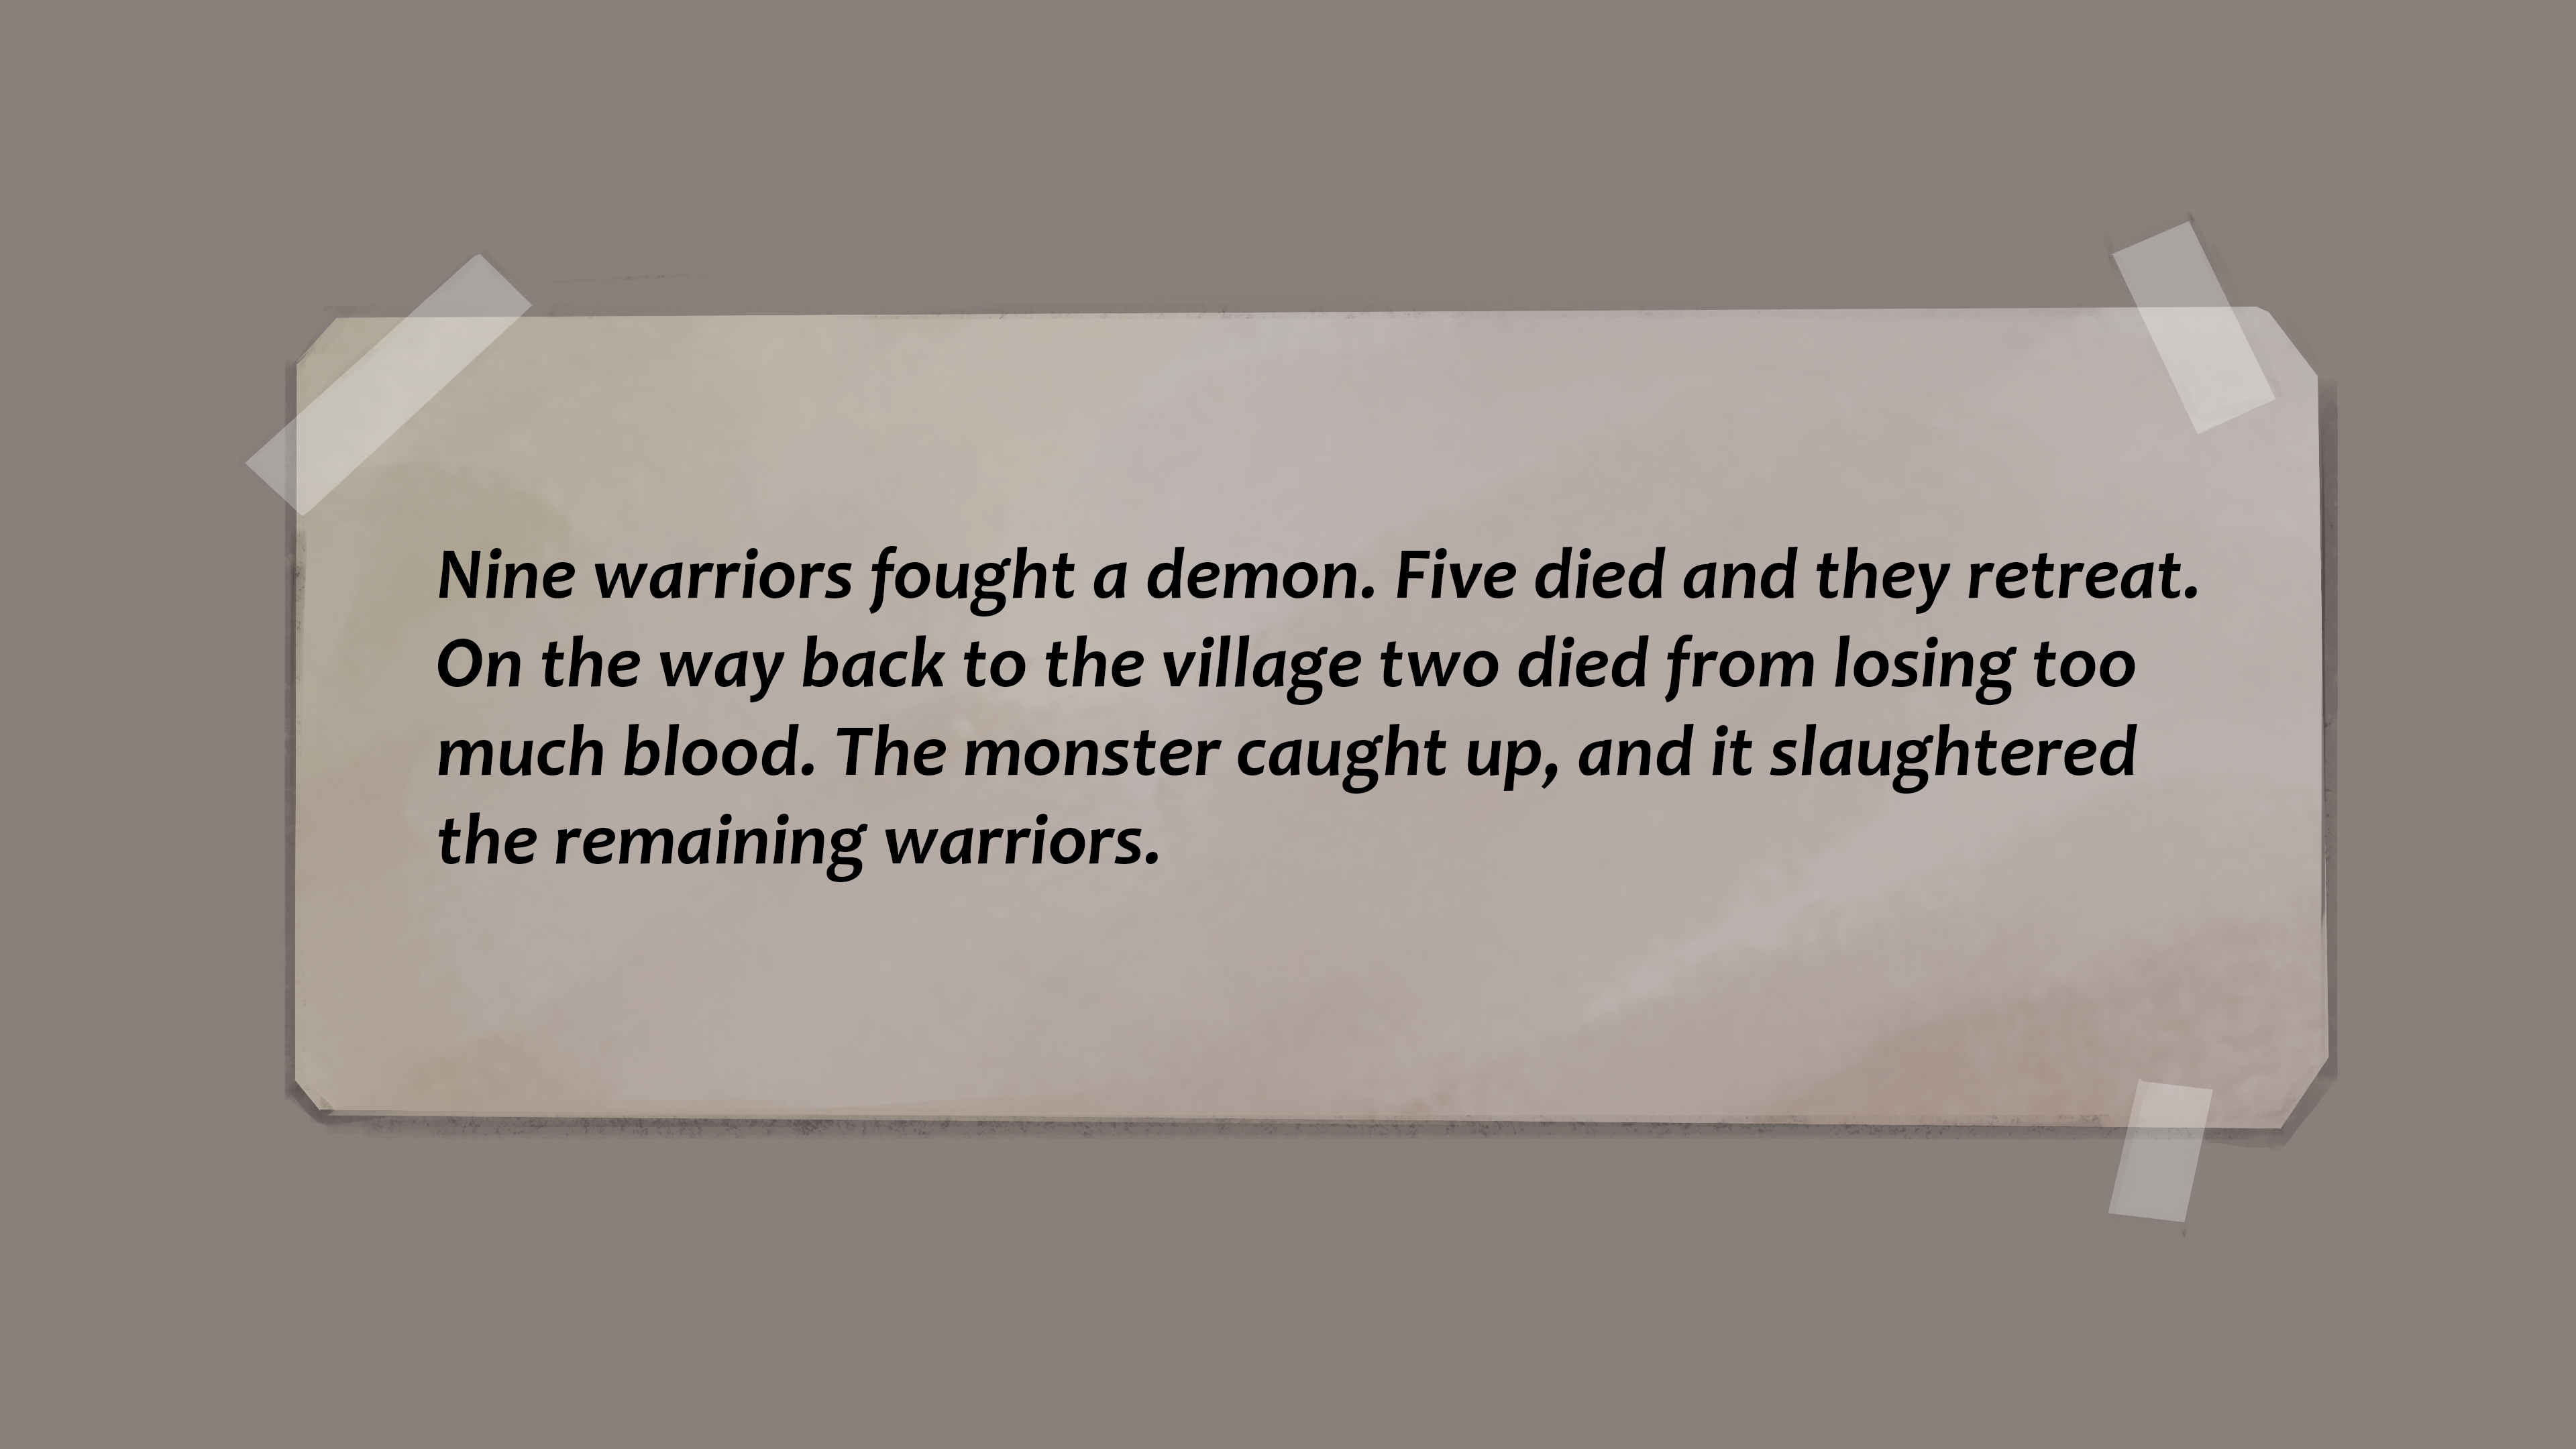 Nine warriors fought a demon. Five died and they retreat.
On the way back to the village two died from losing too
much blood. The monster caught up, and it slaughtered
the remaining warriors.